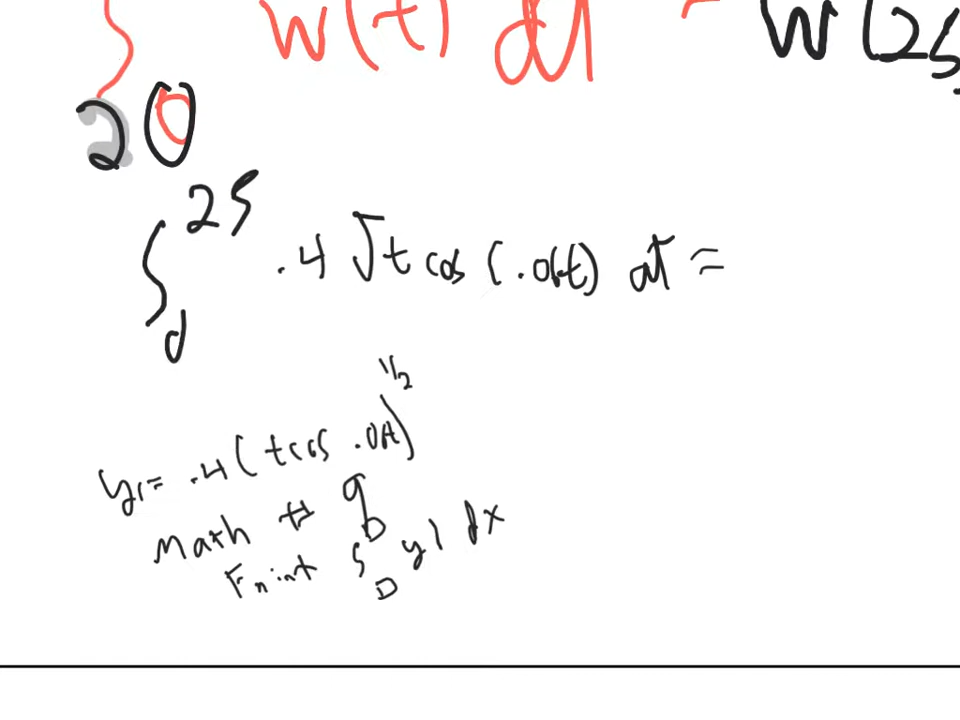 ∫ w(t) dt = w(25
20
∫ 25 0 .4 √t cos (.06t) dt =
y1 = .4 (t cos .06t)^1/2
Math # 9
Fnint ∫ y1 dx